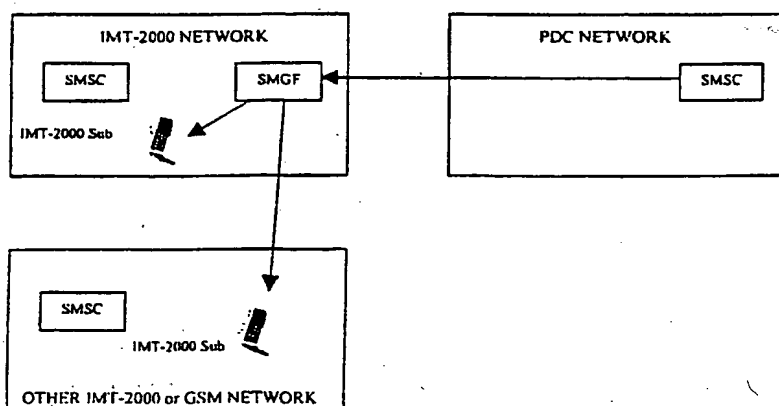 IMT-2000 NETWORK
PDC NETWORK
SMSC
SMGF
SMSC
IMT-2000 Sub
SMSC
IMT-2000 Sub
OTHER IMT-2000 or GSM NETWORK